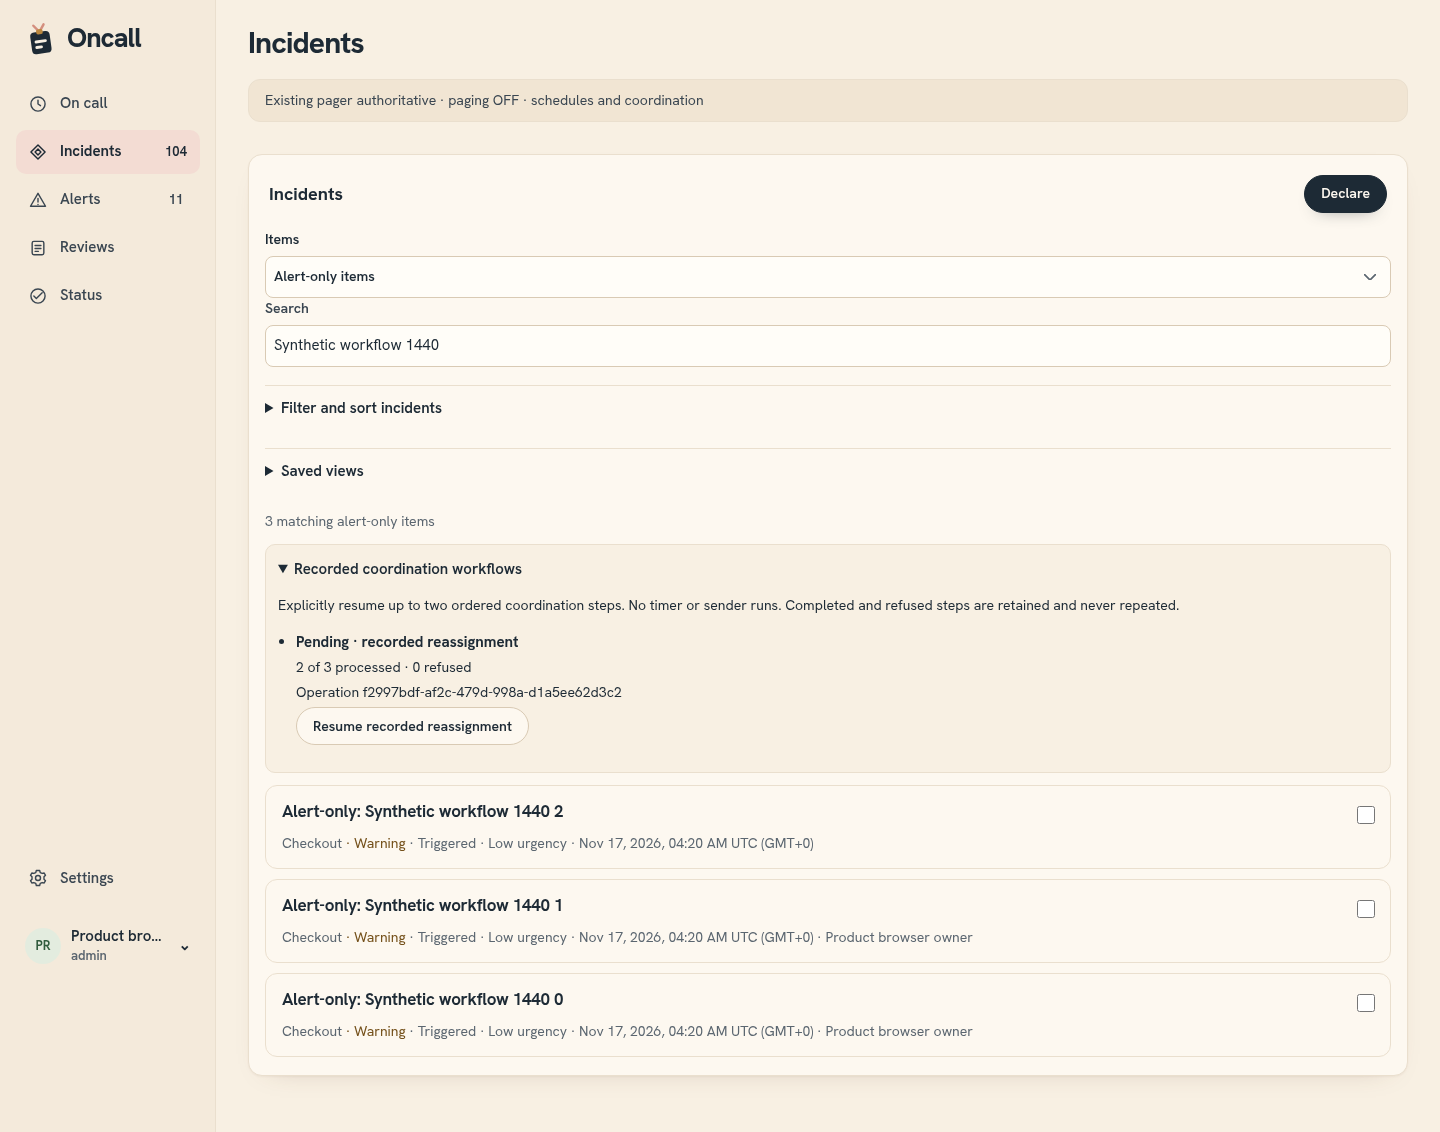 Oncall
On call
Incidents 104
Alerts 11
Reviews
Status
Settings
PR
Product bro...
admin
Incidents
Existing pager authoritative · paging OFF · schedules and coordination
Incidents
Declare
Items
Alert-only items
Search
Synthetic workflow 1440
Filter and sort incidents
Saved views
3 matching alert-only items
Recorded coordination workflows
Explicitly resume up to two ordered coordination steps. No timer or sender runs. Completed and refused steps are retained and never repeated.
Pending · recorded reassignment
2 of 3 processed · 0 refused
Operation f2997bdf-af2c-479d-998a-d1a5ee62d3c2
Resume recorded reassignment
Alert-only: Synthetic workflow 1440 2
Checkout · Warning · Triggered · Low urgency · Nov 17, 2026, 04:20 AM UTC (GMT+0)
Alert-only: Synthetic workflow 1440 1
Checkout · Warning · Triggered · Low urgency · Nov 17, 2026, 04:20 AM UTC (GMT+0) · Product browser owner
Alert-only: Synthetic workflow 1440 0
Checkout · Warning · Triggered · Low urgency · Nov 17, 2026, 04:20 AM UTC (GMT+0) · Product browser owner